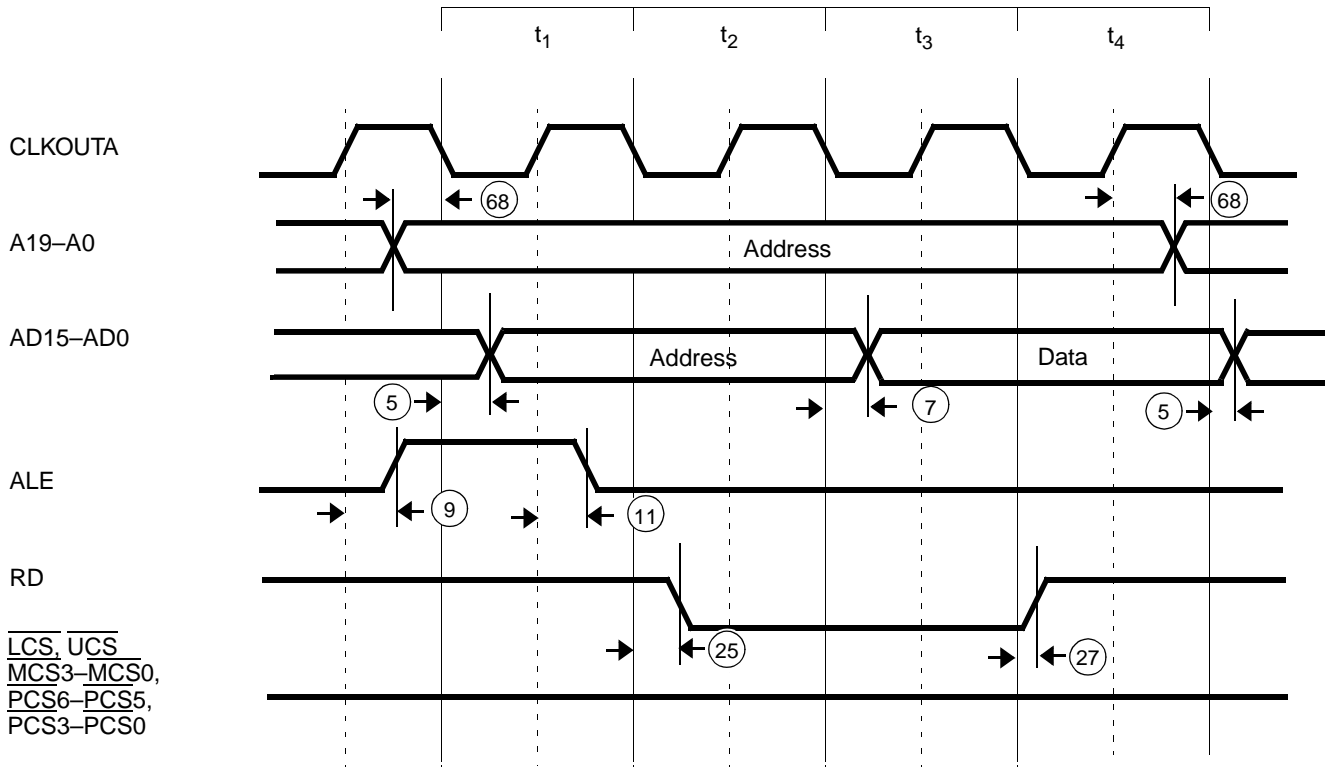 t1 t2 t3 t4
CLKOUTA
68 68
A19–A0 Address
AD15–AD0 Address Data
5 7 5
ALE
9 11
RD
25 27
LCS, UCS
MCS3–MCS0,
PCS6–PCS5,
PCS3–PCS0